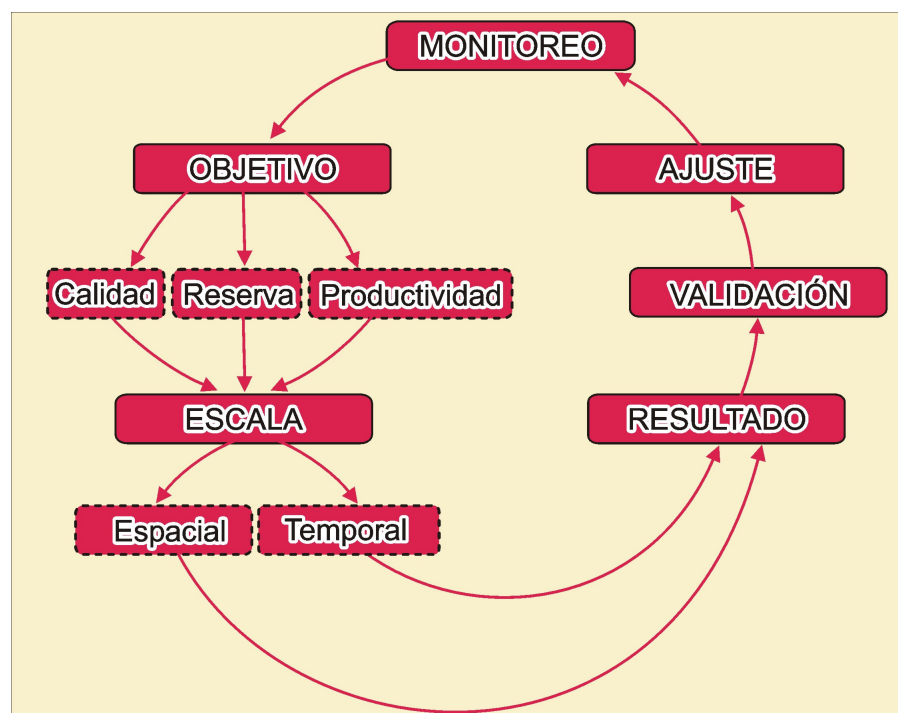 MONITOREO
OBJETIVO
AJUSTE
Calidad
Reserva
Productividad
VALIDACIÓN
ESCALA
RESULTADO
Espacial
Temporal